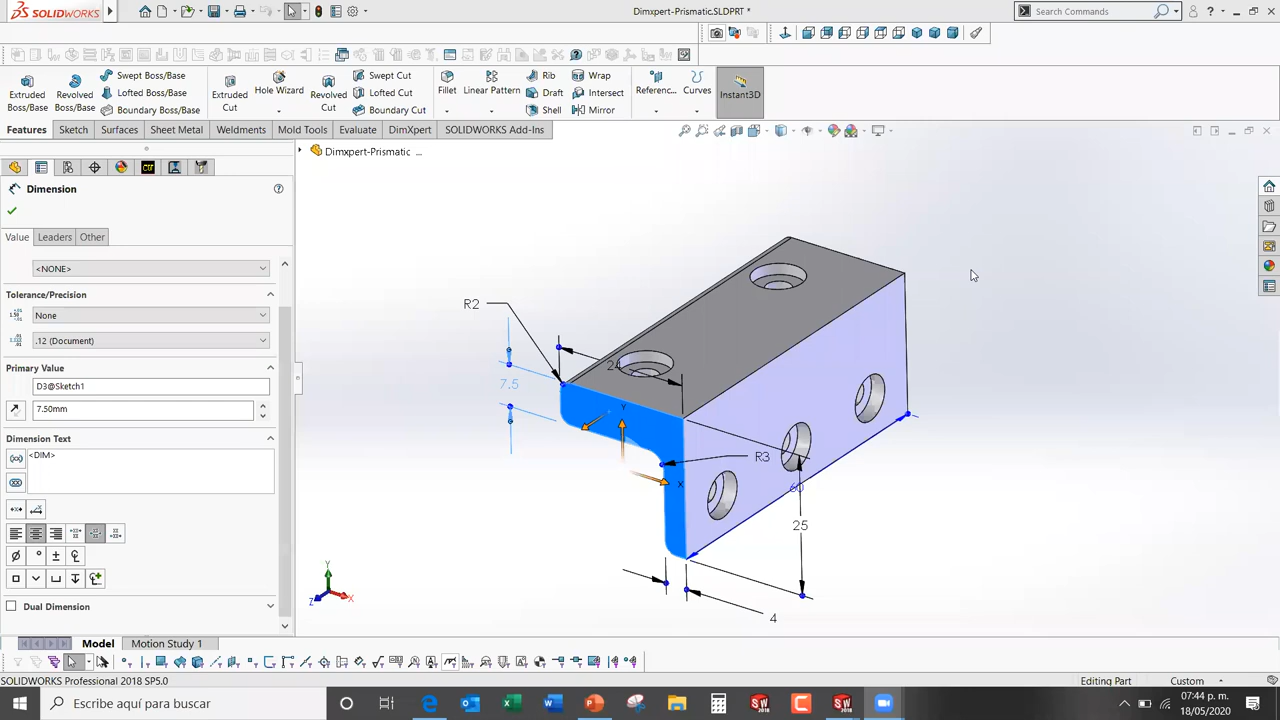 SOLIDWORKS
Dimxpert-Prismatic.SLDPRT *
Search Commands
Extruded Boss/Base
Revolved Boss/Base
Swept Boss/Base
Lofted Boss/Base
Boundary Boss/Base
Extruded Cut
Hole Wizard
Revolved Cut
Swept Cut
Lofted Cut
Boundary Cut
Fillet
Linear Pattern
Rib
Draft
Shell
Wrap
Intersect
Mirror
Referenc...
Curves
Instant3D
Features
Sketch
Surfaces
Sheet Metal
Weldments
Mold Tools
Evaluate
DimXpert
SOLIDWORKS Add-Ins
Dimxpert-Prismatic ...
Dimension
Value
Leaders
Other
<NONE>
Tolerance/Precision
None
.12 (Document)
Primary Value
D3@Sketch1
7.50mm
Dimension Text
<DIM>
Dual Dimension
R2
24
7.5
Y
R3
X
60
25
4
Y
Z
X
Model
Motion Study 1
SOLIDWORKS Professional 2018 SP5.0
Editing Part
Custom
Escribe aquí para buscar
07:44 p. m.
18/05/2020